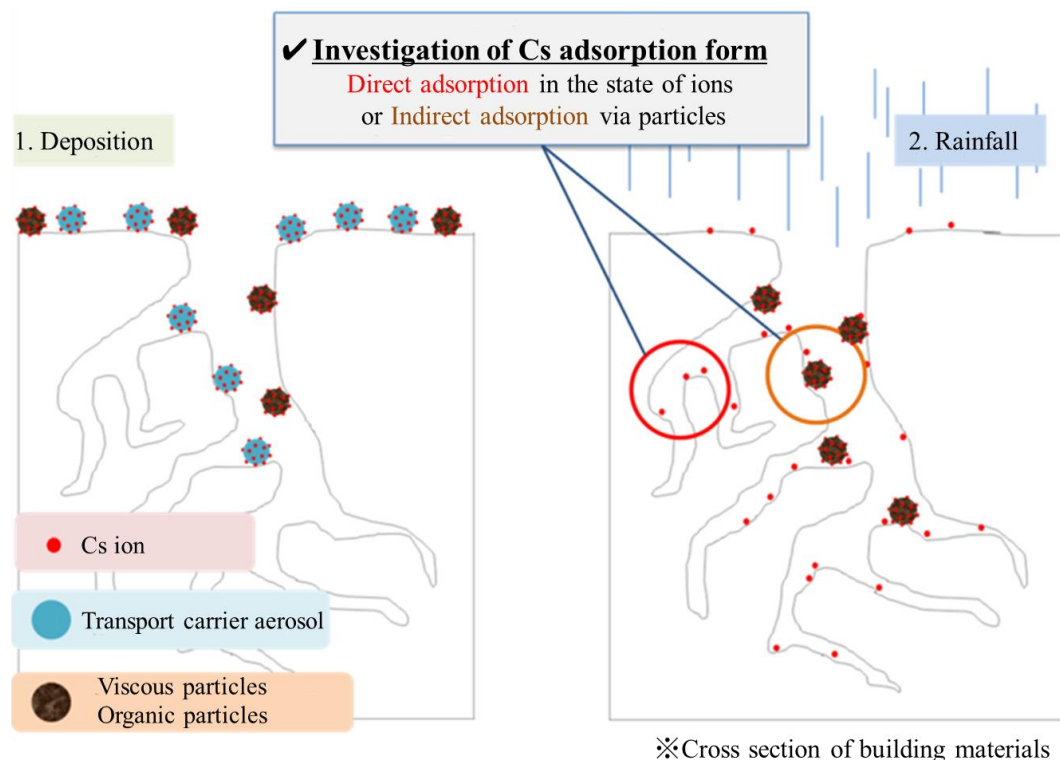 ✔ Investigation of Cs adsorption form
Direct adsorption in the state of ions
or Indirect adsorption via particles
1. Deposition
2. Rainfall
Cs ion
Transport carrier aerosol
Viscous particles
Organic particles
※Cross section of building materials